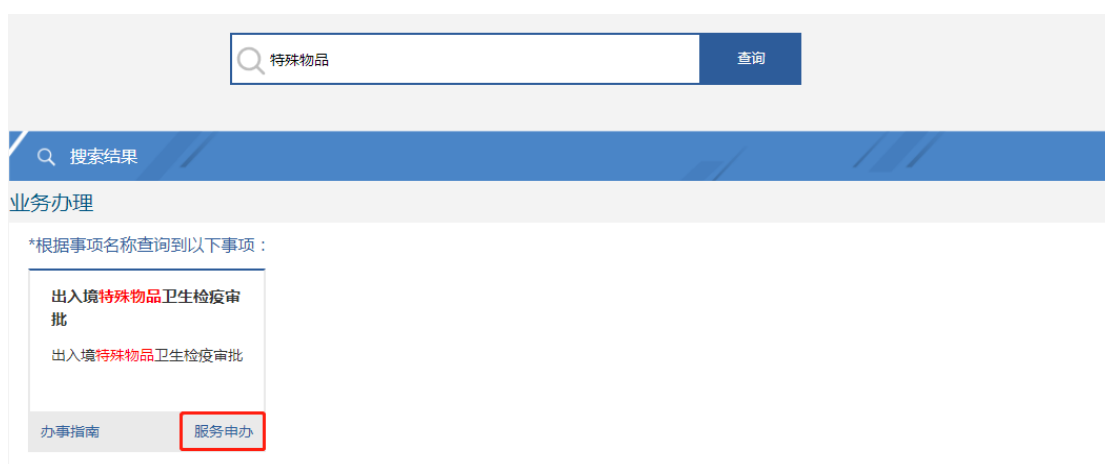 特殊物品
查询
搜索结果
业务办理
*根据事项名称查询到以下事项：
出入境特殊物品卫生检疫审
批
出入境特殊物品卫生检疫审批
办事指南
服务申办